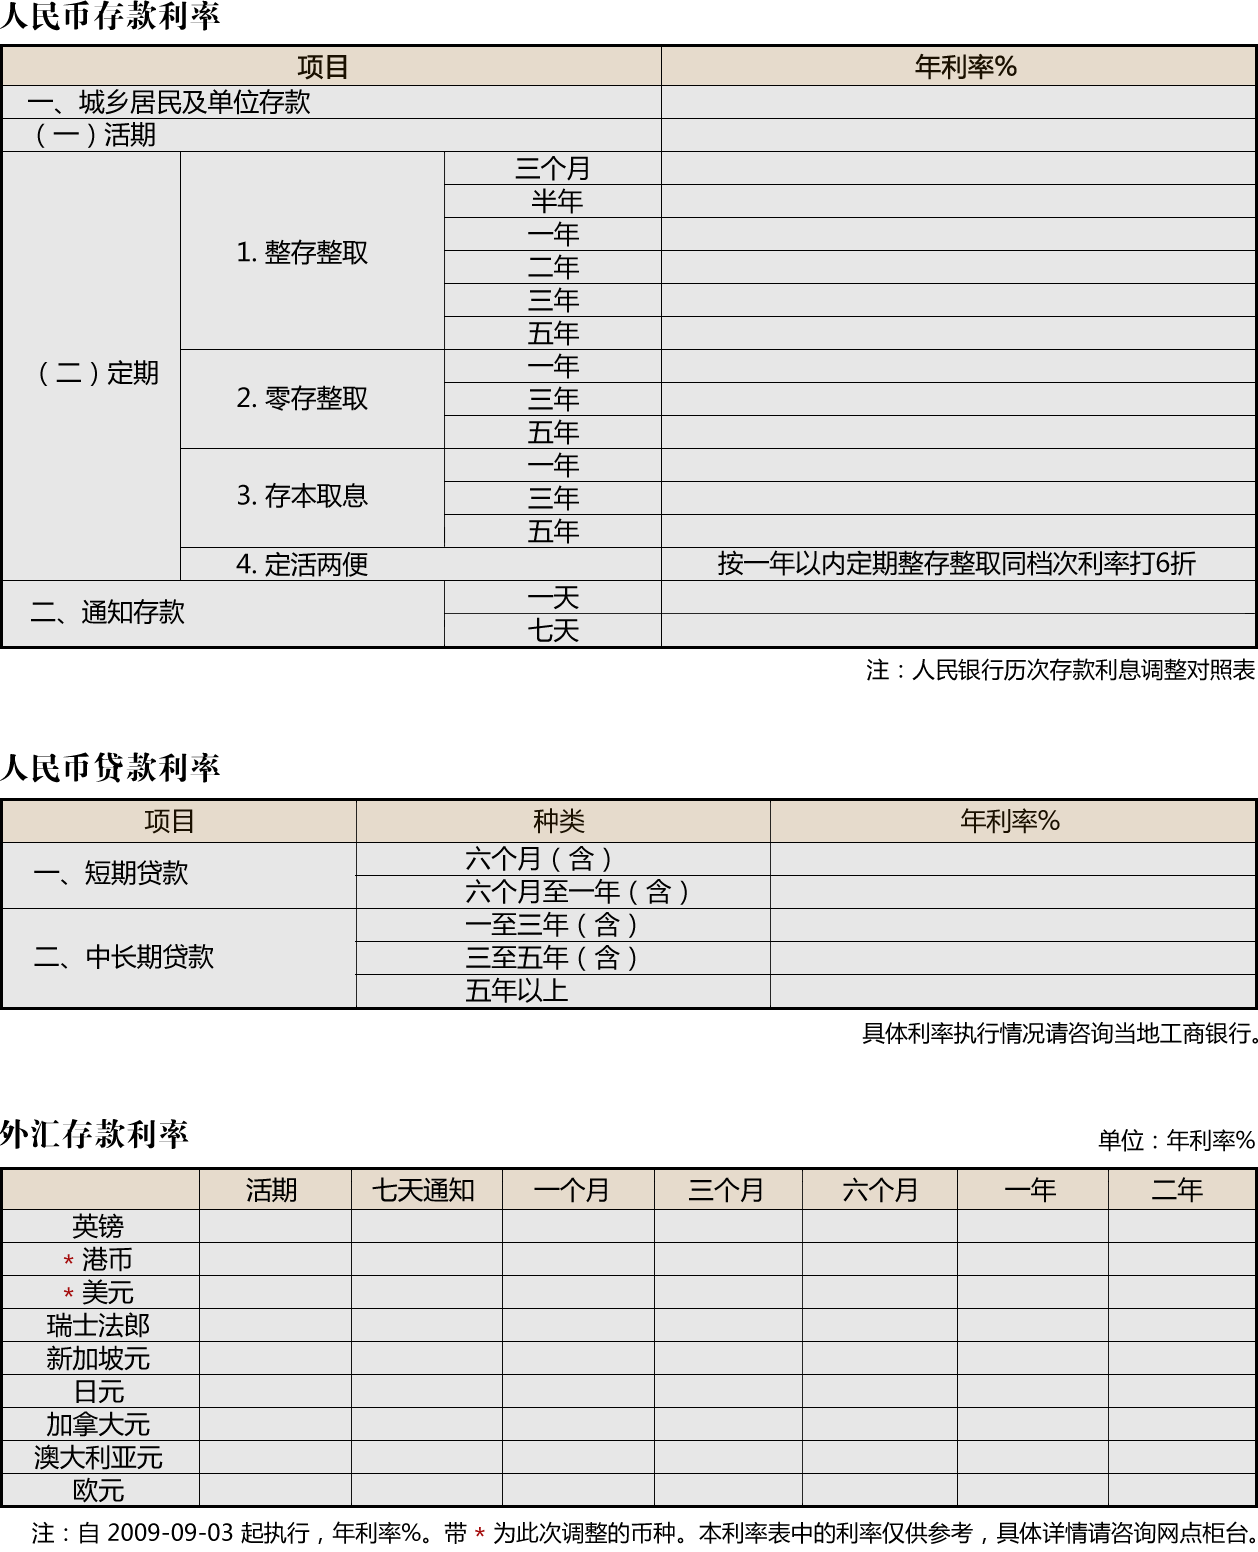 人民币存款利率
项目 年利率%
一、城乡居民及单位存款
（一）活期
（二）定期
1. 整存整取
三个月
半年
一年
二年
三年
五年
2. 零存整取
一年
三年
五年
3. 存本取息
一年
三年
五年
4. 定活两便 按一年以内定期整存整取同档次利率打6折
二、通知存款
一天
七天
注：人民银行历次存款利息调整对照表
人民币贷款利率
项目 种类 年利率%
一、短期贷款
六个月（含）
六个月至一年（含）
二、中长期贷款
一至三年（含）
三至五年（含）
五年以上
具体利率执行情况请咨询当地工商银行。
外汇存款利率
单位：年利率%
活期 七天通知 一个月 三个月 六个月 一年 二年
英镑
* 港币
* 美元
瑞士法郎
新加坡元
日元
加拿大元
澳大利亚元
欧元
注：自 2009-09-03 起执行，年利率%。带 * 为此次调整的币种。本利率表中的利率仅供参考，具体详情请咨询网点柜台。